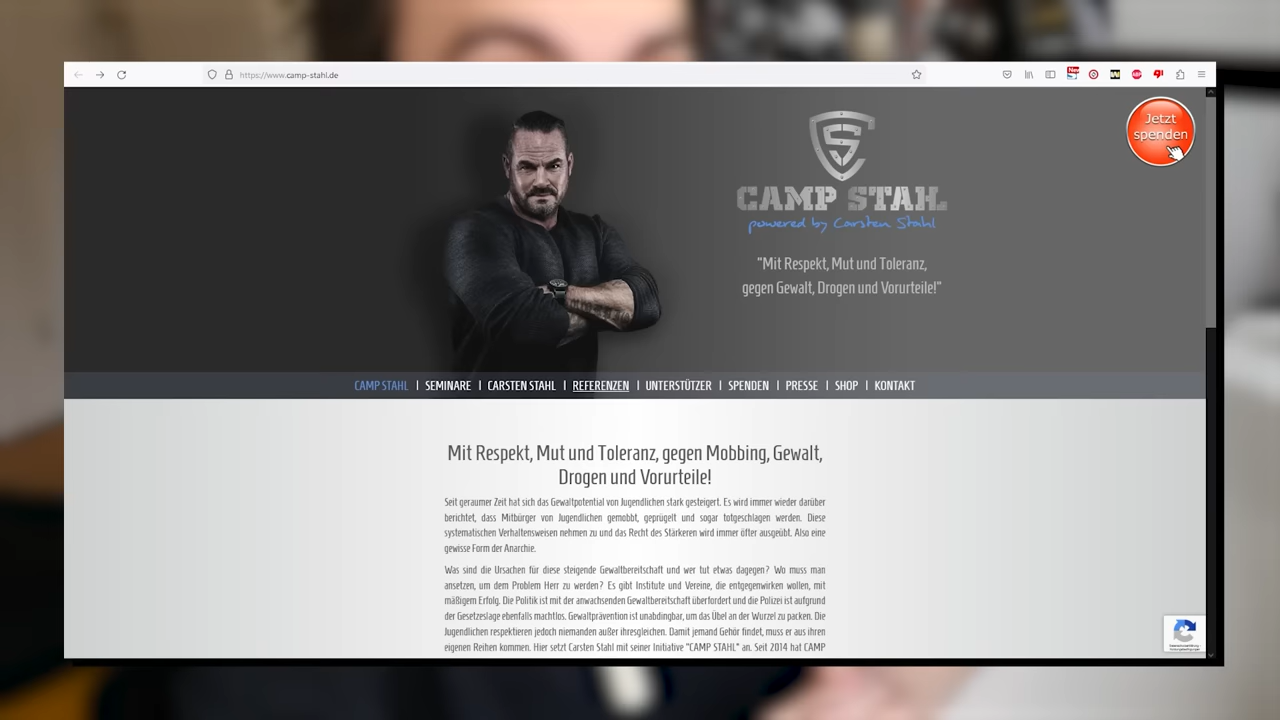 https://www.camp-stahl.de
Jetzt
spenden
CAMP STAHL
powered by Carsten Stahl
"Mit Respekt, Mut und Toleranz,
gegen Gewalt, Drogen und Vorurteile!"
CAMP STAHL | SEMINARE | CARSTEN STAHL | REFERENZEN | UNTERSTÜTZER | SPENDEN | PRESSE | SHOP | KONTAKT
Mit Respekt, Mut und Toleranz, gegen Mobbing, Gewalt,
Drogen und Vorurteile!
Seit geraumer Zeit hat sich das Gewaltpotential von Jugendlichen stark gesteigert. Es wird immer wieder darüber
berichtet, dass Mitbürger von Jugendlichen gemobbt, geprügelt und sogar totgeschlagen werden. Diese
systematischen Verhaltensweisen nehmen zu und das Recht des Stärkeren wird immer öfter ausgeübt. Also eine
gewisse Form der Anarchie.
Was sind die Ursachen für diese steigende Gewaltbereitschaft und wer tut etwas dagegen? Wo muss man
ansetzen, um dem Problem Herr zu werden? Es gibt Institute und Vereine, die entgegenwirken wollen, mit
mäßigem Erfolg. Die Politik ist mit der anwachsenden Gewaltbereitschaft überfordert und die Polizei ist aufgrund
der Gesetzeslage ebenfalls machtlos. Gewaltprävention ist unabdingbar, um das Übel an der Wurzel zu packen. Die
Jugendlichen respektieren jedoch niemanden außer ihresgleichen. Damit jemand Gehör findet, muss er aus ihren
eigenen Reihen kommen. Hier setzt Carsten Stahl mit seiner Initiative "CAMP STAHL" an. Seit 2014 hat CAMP